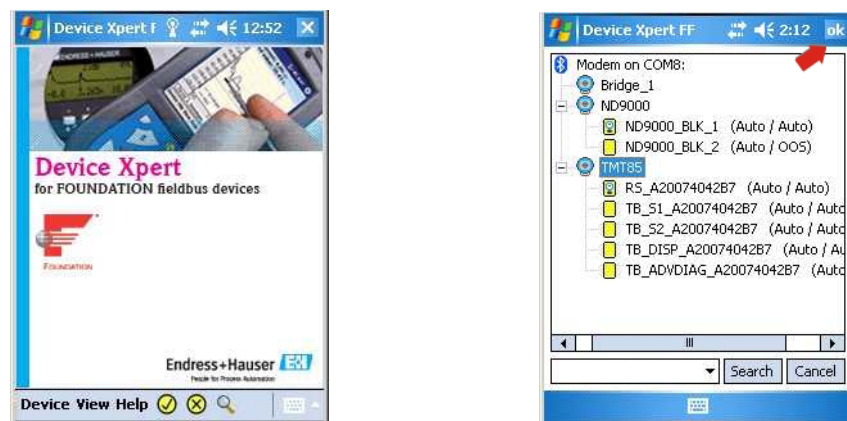 Device Xpert F 12:52
Device Xpert
for FOUNDATION fieldbus devices
FOUNDATION
Endress+Hauser
People for Process Automation
Device View Help
Device Xpert FF 2:12 ok
Modem on COM8:
Bridge_1
ND9000
ND9000_BLK_1 (Auto / Auto)
ND9000_BLK_2 (Auto / OOS)
TMT85
RS_A20074042B7 (Auto / Auto)
TB_S1_A20074042B7 (Auto / Auto
TB_S2_A20074042B7 (Auto / Auto
TB_DISP_A20074042B7 (Auto / Au
TB_ADVDIAG_A20074042B7 (Auto
Search Cancel